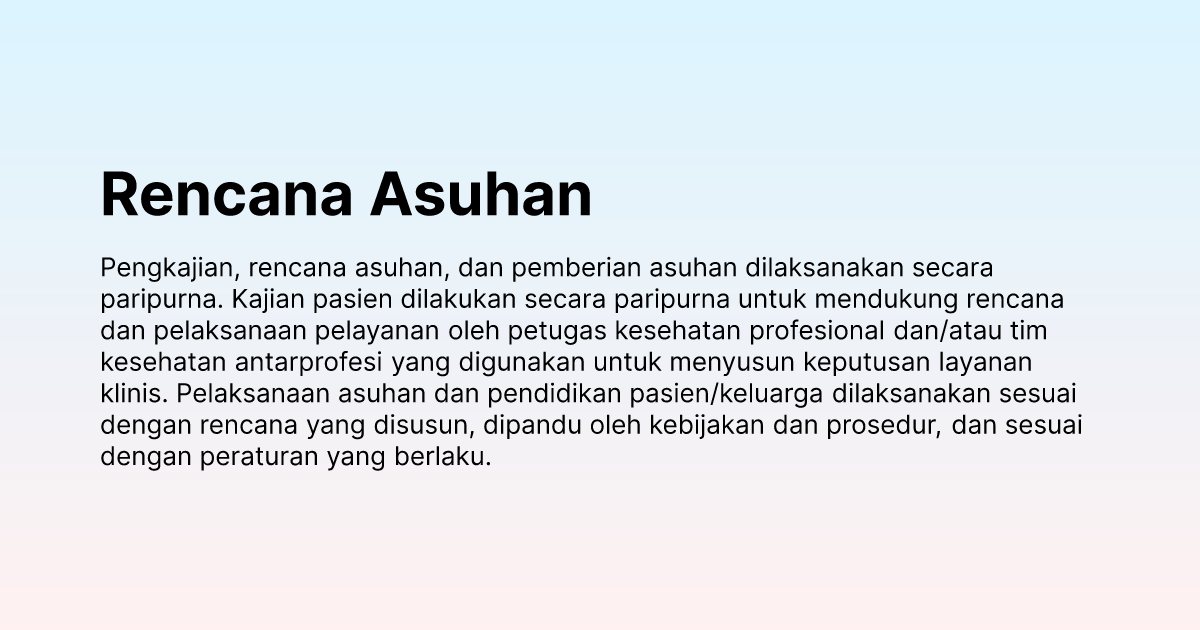 Rencana Asuhan
Pengkajian, rencana asuhan, dan pemberian asuhan dilaksanakan secara
paripurna. Kajian pasien dilakukan secara paripurna untuk mendukung rencana
dan pelaksanaan pelayanan oleh petugas kesehatan profesional dan/atau tim
kesehatan antarprofesi yang digunakan untuk menyusun keputusan layanan
klinis. Pelaksanaan asuhan dan pendidikan pasien/keluarga dilaksanakan sesuai
dengan rencana yang disusun, dipandu oleh kebijakan dan prosedur, dan sesuai
dengan peraturan yang berlaku.